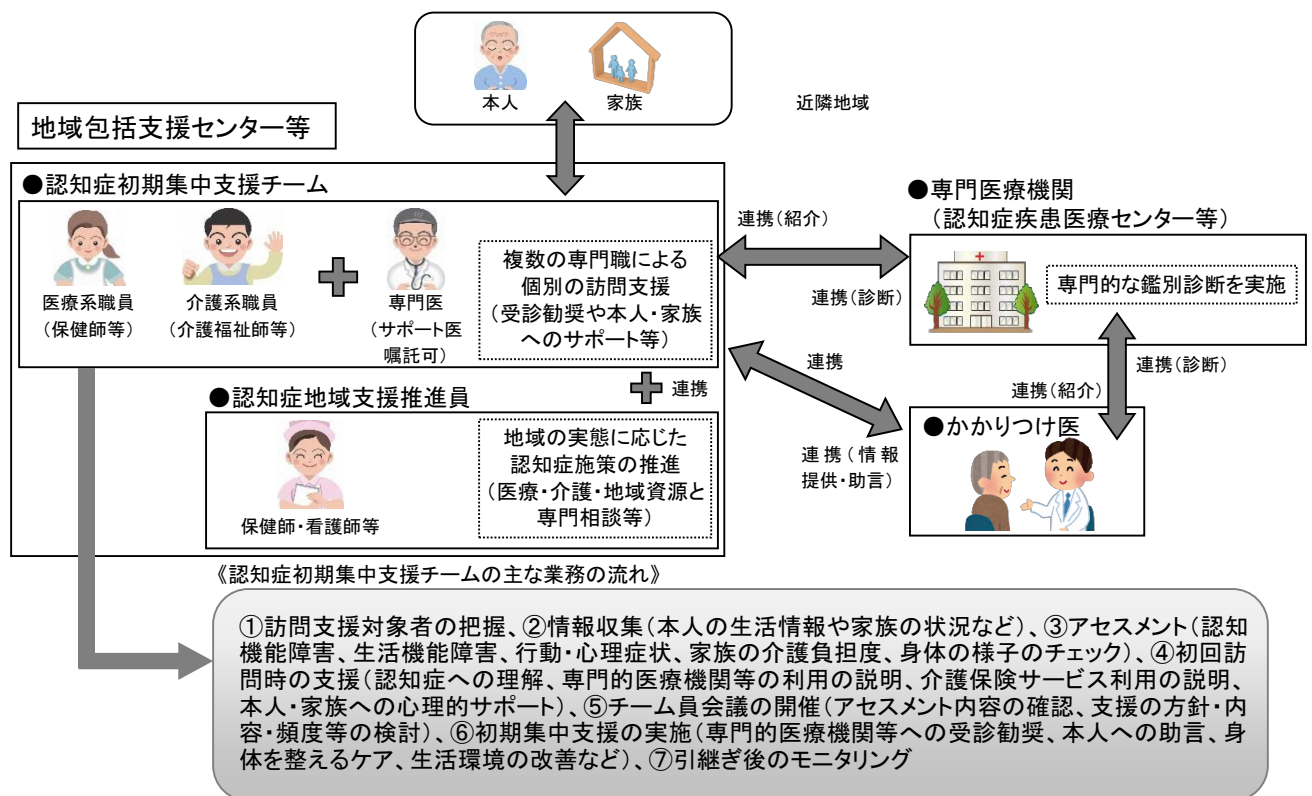 本人
家族
近隣地域
地域包括支援センター等
●認知症初期集中支援チーム
医療系職員
(保健師等)
介護系職員
(介護福祉師等)
専門医
(サポート医
嘱託可)
複数の専門職による
個別の訪問支援
(受診勧奨や本人・家族
へのサポート等)
連携
●認知症地域支援推進員
保健師・看護師等
地域の実態に応じた
認知症施策の推進
(医療・介護・地域資源と
専門相談等)
連携(紹介)
連携(診断)
●専門医療機関
(認知症疾患医療センター等)
専門的な鑑別診断を実施
連携
連携(情報
提供・助言)
連携(診断)
連携(紹介)
●かかりつけ医
《認知症初期集中支援チームの主な業務の流れ》
①訪問支援対象者の把握、②情報収集(本人の生活情報や家族の状況など)、③アセスメント(認知
機能障害、生活機能障害、行動・心理症状、家族の介護負担度、身体の様子のチェック)、④初回訪
問時の支援(認知症への理解、専門的医療機関等の利用の説明、介護保険サービス利用の説明、
本人・家族への心理的サポート)、⑤チーム員会議の開催(アセスメント内容の確認、支援の方針・内
容・頻度等の検討)、⑥初期集中支援の実施(専門的医療機関等への受診勧奨、本人への助言、身
体を整えるケア、生活環境の改善など)、⑦引継ぎ後のモニタリング